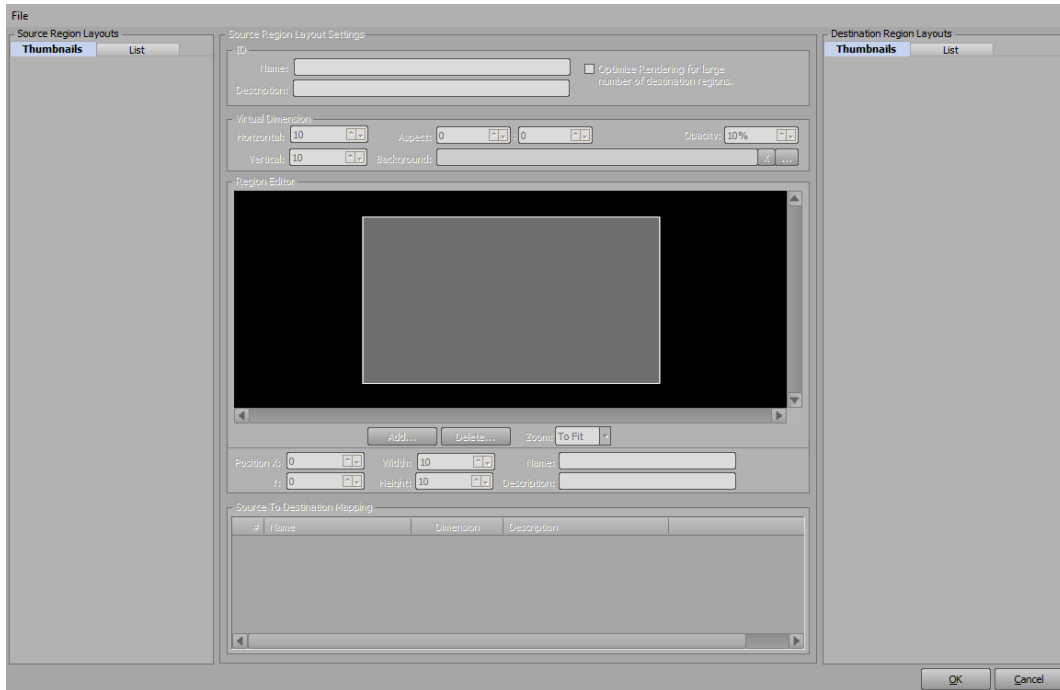 File
Source Region Layouts
Thumbnails List
Source Region Layout Settings
ID
Name:
Optimize Rendering for large
number of destination regions.
Description:
Virtual Dimension
Horizontal: 10 Aspect: 0 : 0 Opacity: 10%
Vertical: 10 Background: X ...
Region Editor
Add... Delete... Zoom: To Fit
Position X: 0 Width: 10 Name:
Y: 0 Height: 10 Description:
Source To Destination Mapping
# Name Dimension Description
Destination Region Layouts
Thumbnails List
OK Cancel